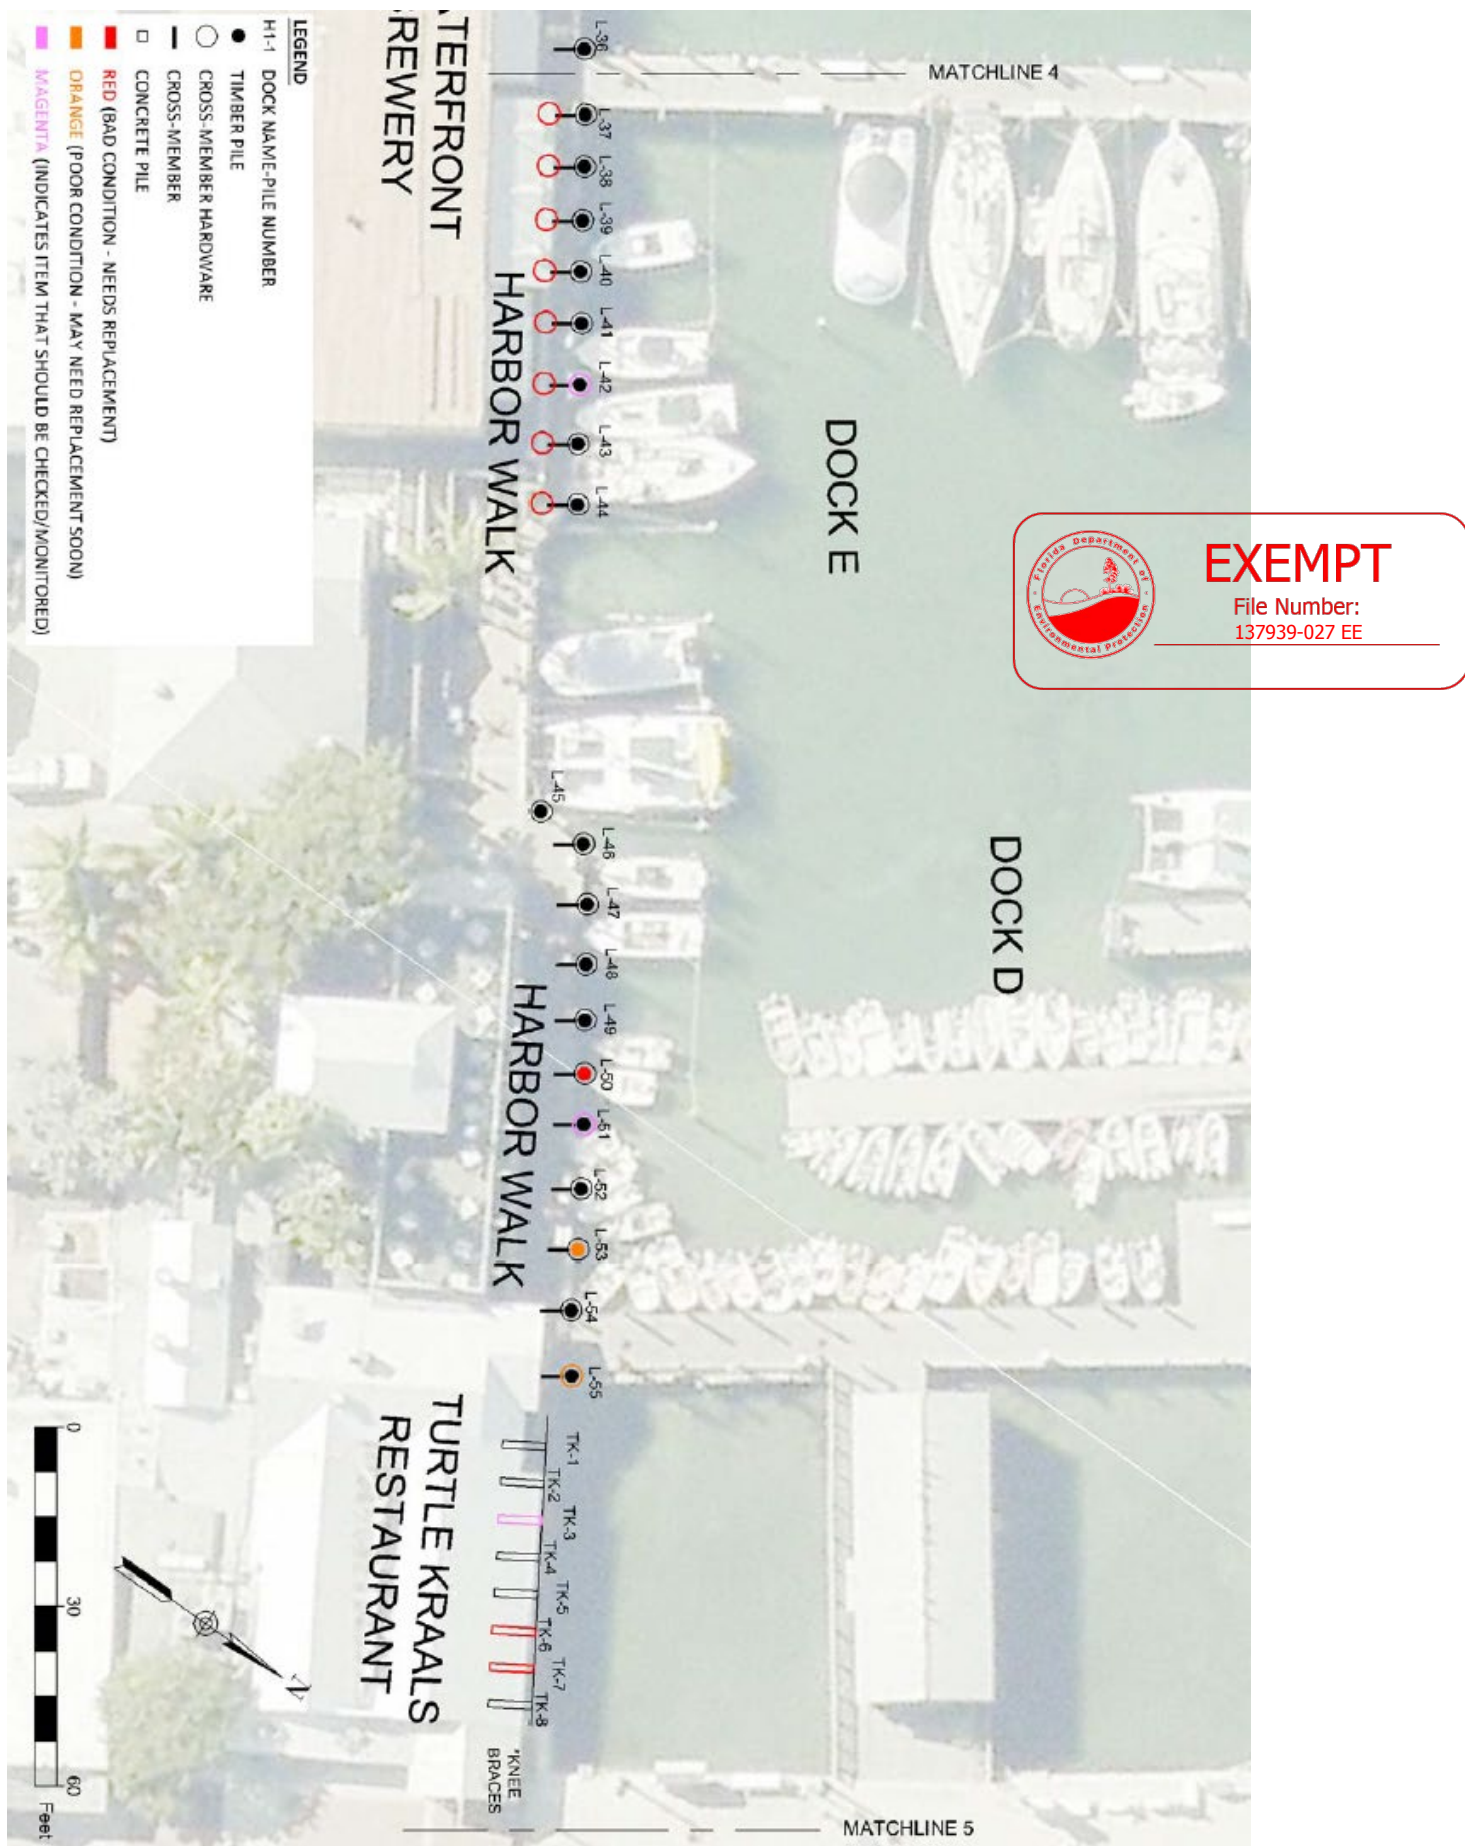 LEGEND
H1-1 DOCK NAME-PILE NUMBER
TIMBER PILE
CROSS-MEMBER HARDWARE
CROSS-MEMBER
CONCRETE PILE
RED (BAD CONDITION - NEEDS REPLACEMENT)
ORANGE (POOR CONDITION - MAY NEED REPLACEMENT SOON)
MAGENTA (INDICATES ITEM THAT SHOULD BE CHECKED/MONITORED)
MATCHLINE 4
L-36
L-37
L-38
L-39
L-40
L-41
L-42
L-43
L-44
HARBOR WALK
DOCK E
EXEMPT
File Number:
137939-027 EE
Florida Department of
Environmental Protection
L-45
L-46
L-47
L-48
L-49
L-50
L-51
L-52
L-53
L-54
L-55
HARBOR WALK
DOCK D
TK-1
TK-2
TK-3
TK-4
TK-5
TK-6
TK-7
TK-8
TURTLE KRAALS
RESTAURANT
*KNEE
BRACES
0 30 60 Feet
N
MATCHLINE 5